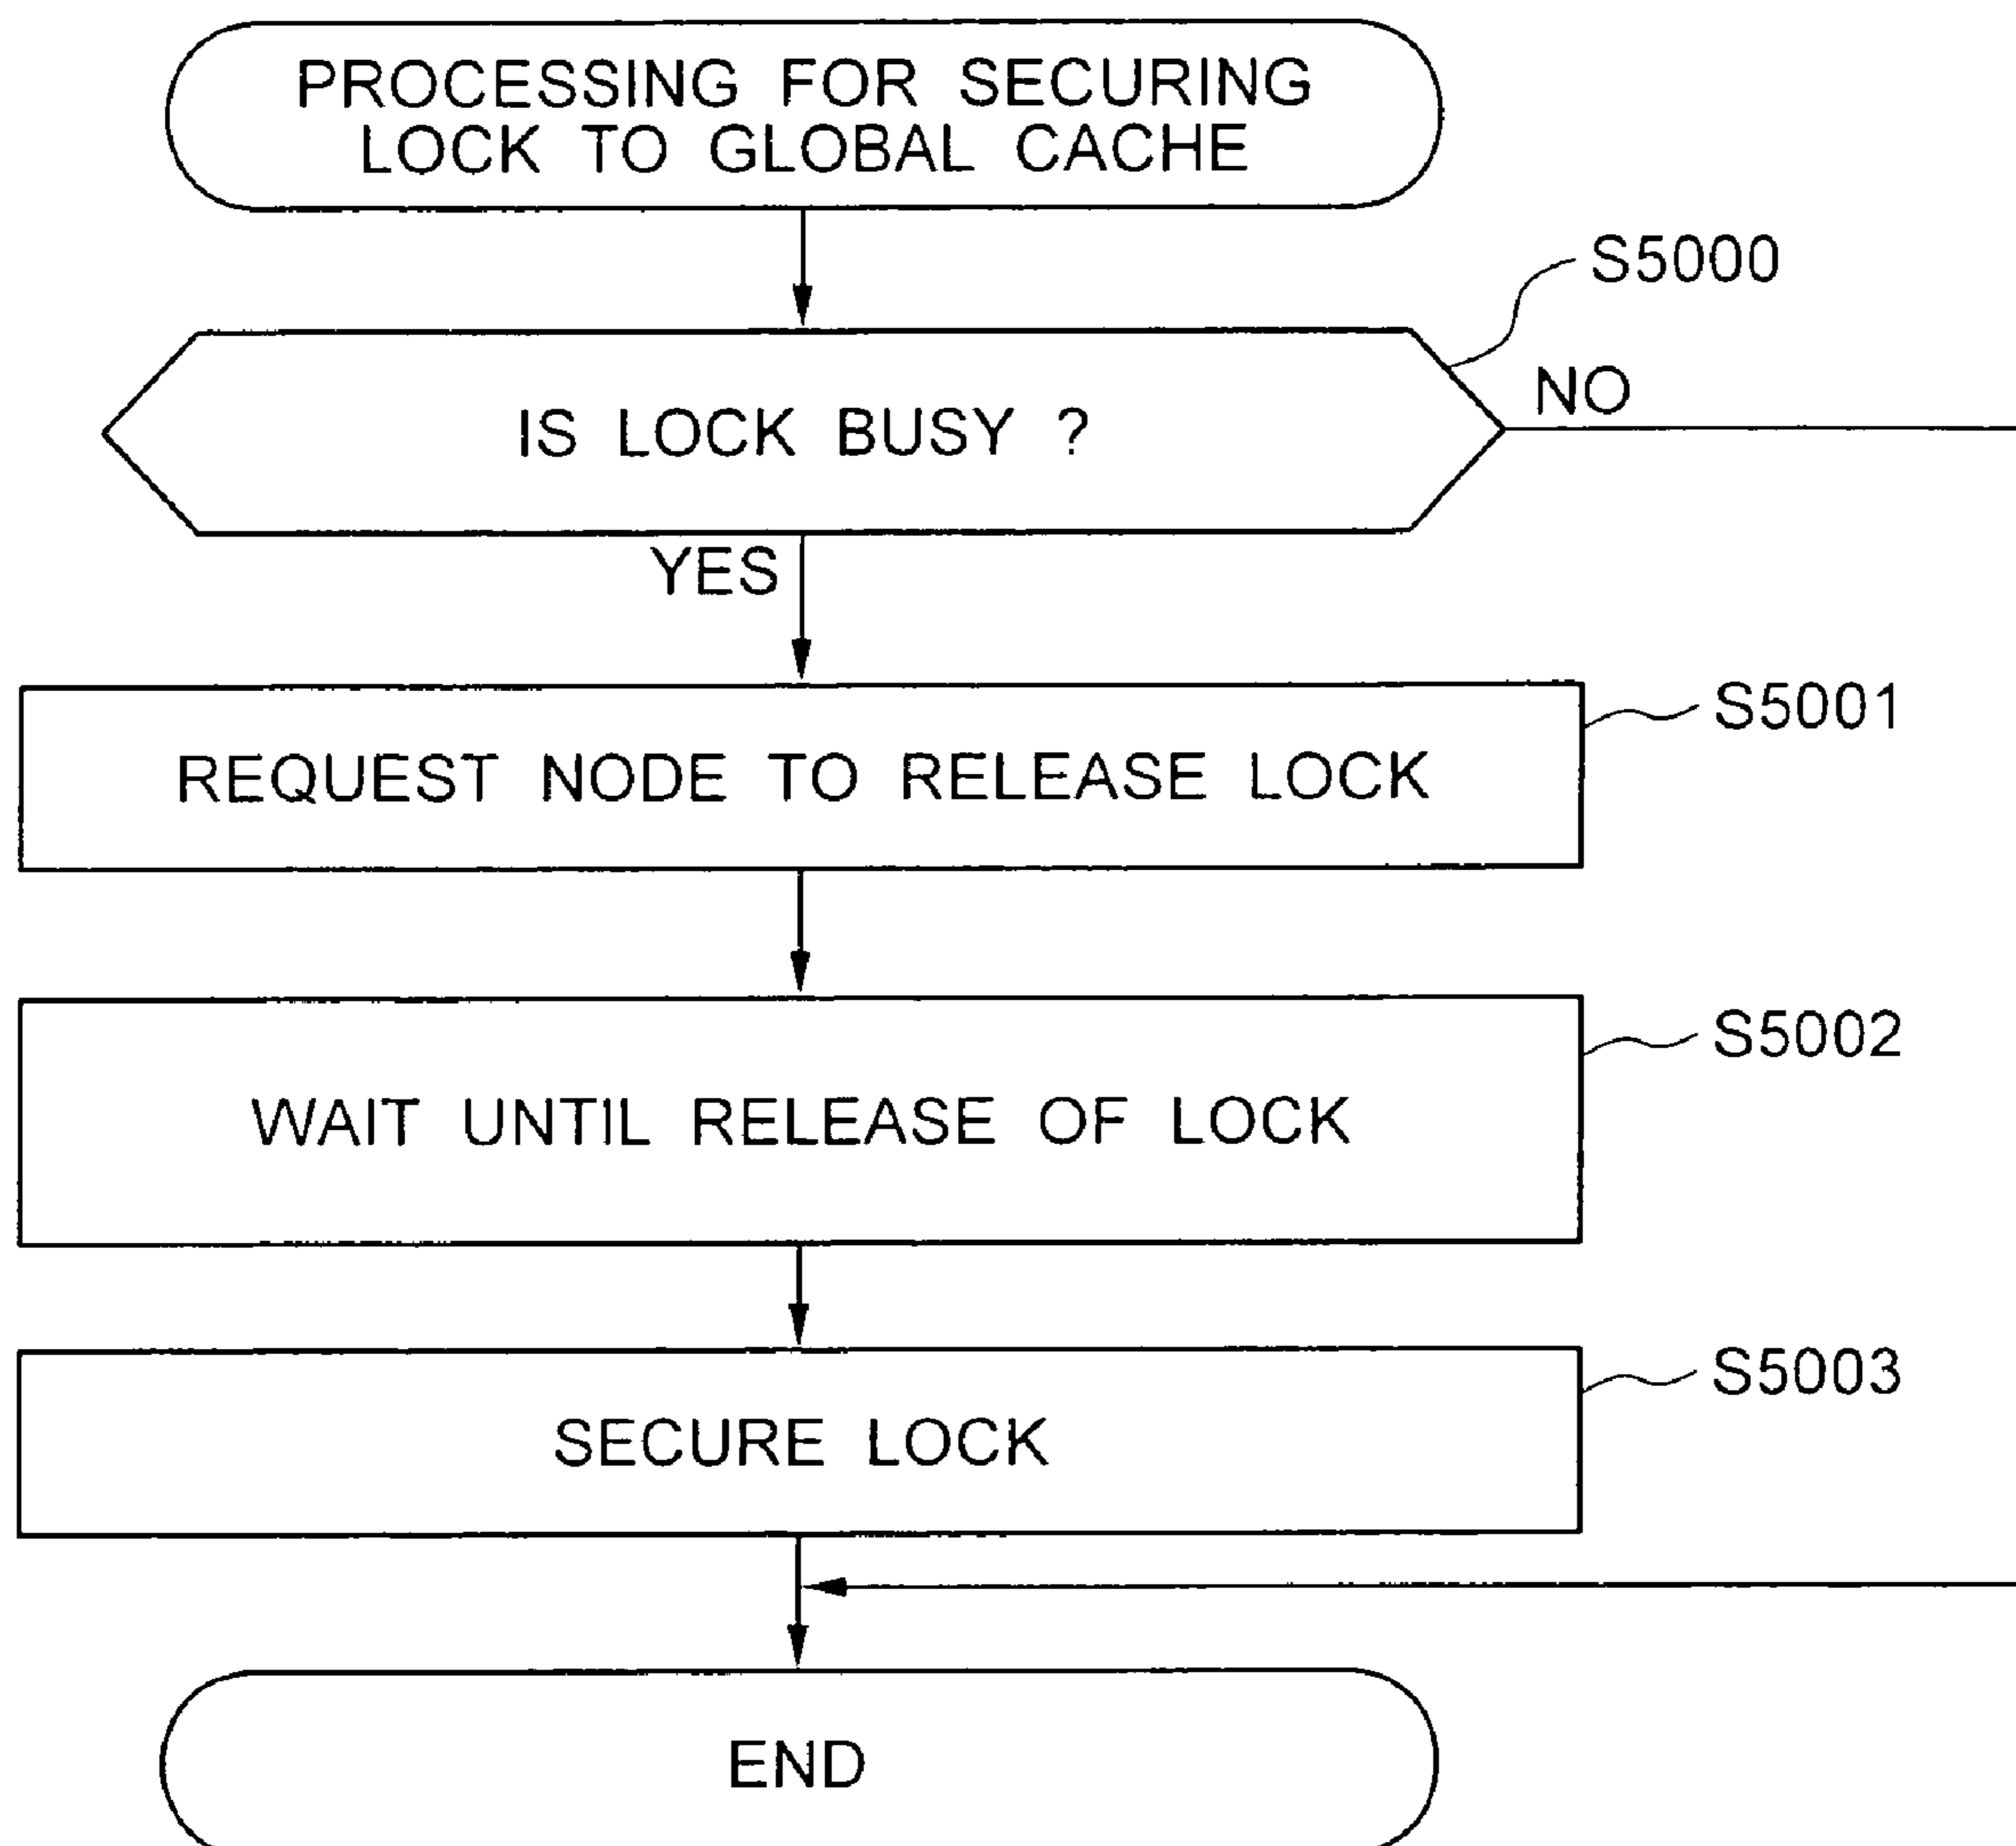 PROCESSING FOR SECURING
LOCK TO GLOBAL CACHE
S5000
IS LOCK BUSY ?
NO
YES
S5001
REQUEST NODE TO RELEASE LOCK
S5002
WAIT UNTIL RELEASE OF LOCK
S5003
SECURE LOCK
END